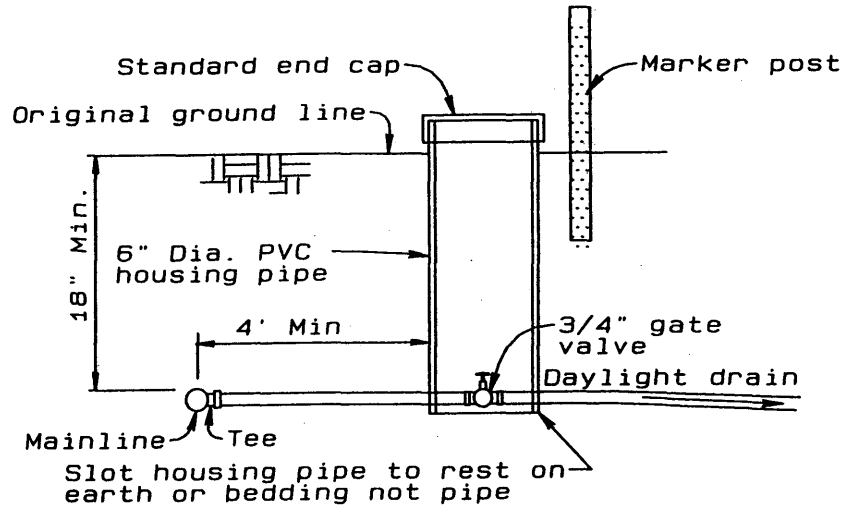 Standard end cap
Marker post
Original ground line
18" Min.
6" Dia. PVC
housing pipe
4' Min
3/4" gate
valve
Daylight drain
Mainline
Tee
Slot housing pipe to rest on
earth or bedding not pipe